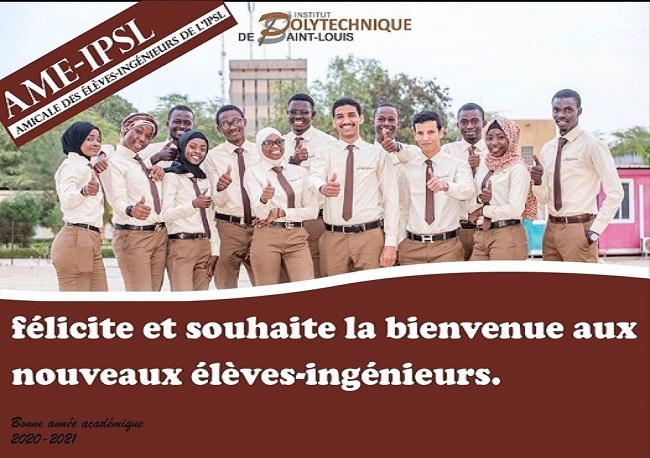 AME-IPSL
AMICALE DES ÉLÈVES-INGÉNIEURS DE L'IPSL
INSTITUT
POLYTECHNIQUE
DE SAINT-LOUIS
félicite et souhaite la bienvenue aux
nouveaux élèves-ingénieurs.
Bonne année académique
2020-2021